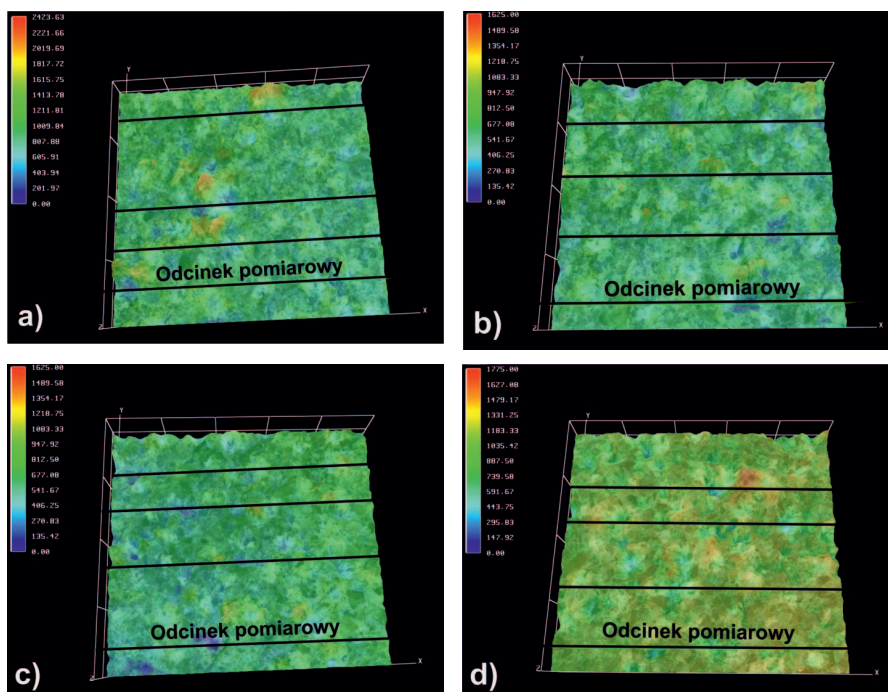 2423.63
2221.66
2019.69
1817.72
1615.75
1413.78
1211.81
1009.84
807.88
605.91
403.94
201.97
0.00
Y
Odcinek pomiarowy
Z
X
a)
1625.00
1489.58
1354.17
1218.75
1083.33
947.92
812.50
677.08
541.67
406.25
270.83
135.42
0.00
Y
Odcinek pomiarowy
Z
X
b)
1625.00
1489.58
1354.17
1218.75
1083.33
947.92
812.50
677.08
541.67
406.25
270.83
135.42
0.00
Y
Odcinek pomiarowy
Z
X
c)
1775.00
1627.08
1479.17
1331.25
1183.33
1035.42
887.50
739.58
591.67
443.75
295.83
147.92
0.00
Y
Odcinek pomiarowy
Z
X
d)